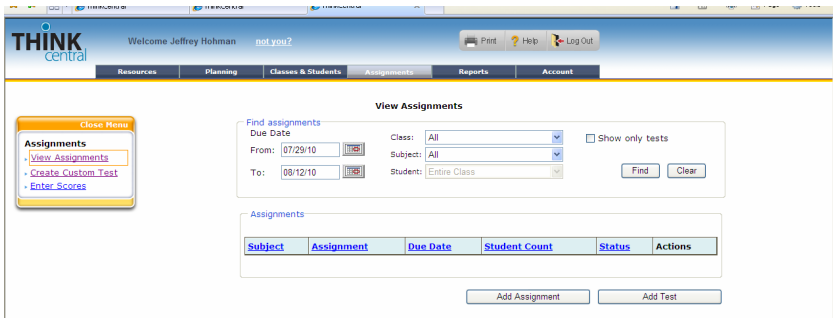 ThinkCentral
THINK
central
Welcome Jeffrey Hohman not you?
Print Help Log Out
Resources Planning Classes & Students Assignments Reports Account
View Assignments
Close Menu
Assignments
View Assignments
Create Custom Test
Enter Scores
Find assignments
Due Date
From: 07/29/10
To: 08/12/10
Class: All
Subject: All
Student: Entire Class
Show only tests
Find Clear
Assignments
Subject Assignment Due Date Student Count Status Actions
Add Assignment Add Test